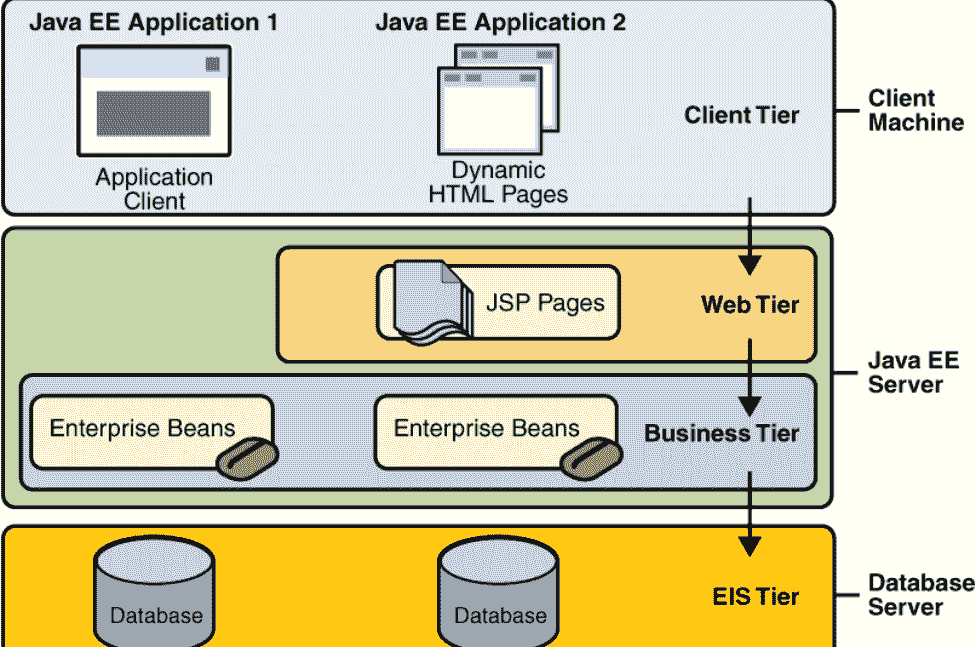 Java EE Application 1
Java EE Application 2
Client Tier
Client
Machine
Application
Client
Dynamic
HTML Pages
JSP Pages
Web Tier
Java EE
Server
Enterprise Beans
Enterprise Beans
Business Tier
Database
Database
EIS Tier
Database
Server